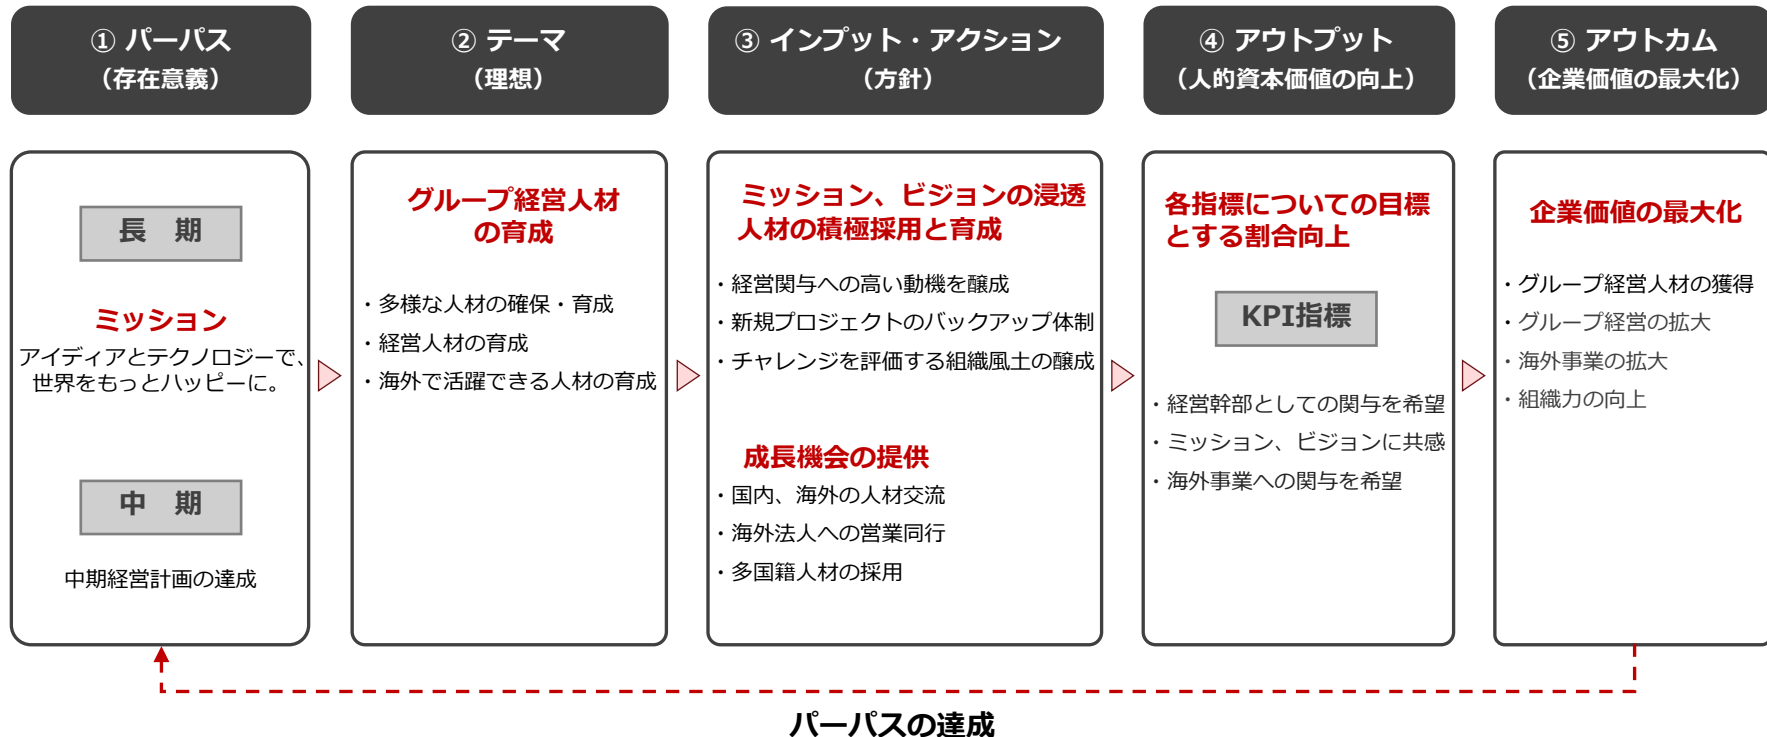 ① パーパス
（存在意義）
② テーマ
（理想）
③ インプット・アクション
（方針）
④ アウトプット
（人的資本価値の向上）
⑤ アウトカム
（企業価値の最大化）
長　期
ミッション
アイディアとテクノロジーで、
世界をもっとハッピーに。
中　期
中期経営計画の達成
グループ経営人材
の育成
・多様な人材の確保・育成
・経営人材の育成
・海外で活躍できる人材の育成
ミッション、ビジョンの浸透
人材の積極採用と育成
・経営関与への高い動機を醸成
・新規プロジェクトのバックアップ体制
・チャレンジを評価する組織風土の醸成
成長機会の提供
・国内、海外の人材交流
・海外法人への営業同行
・多国籍人材の採用
各指標についての目標
とする割合向上
KPI指標
・経営幹部としての関与を希望
・ミッション、ビジョンに共感
・海外事業への関与を希望
企業価値の最大化
・グループ経営人材の獲得
・グループ経営の拡大
・海外事業の拡大
・組織力の向上
パーパスの達成